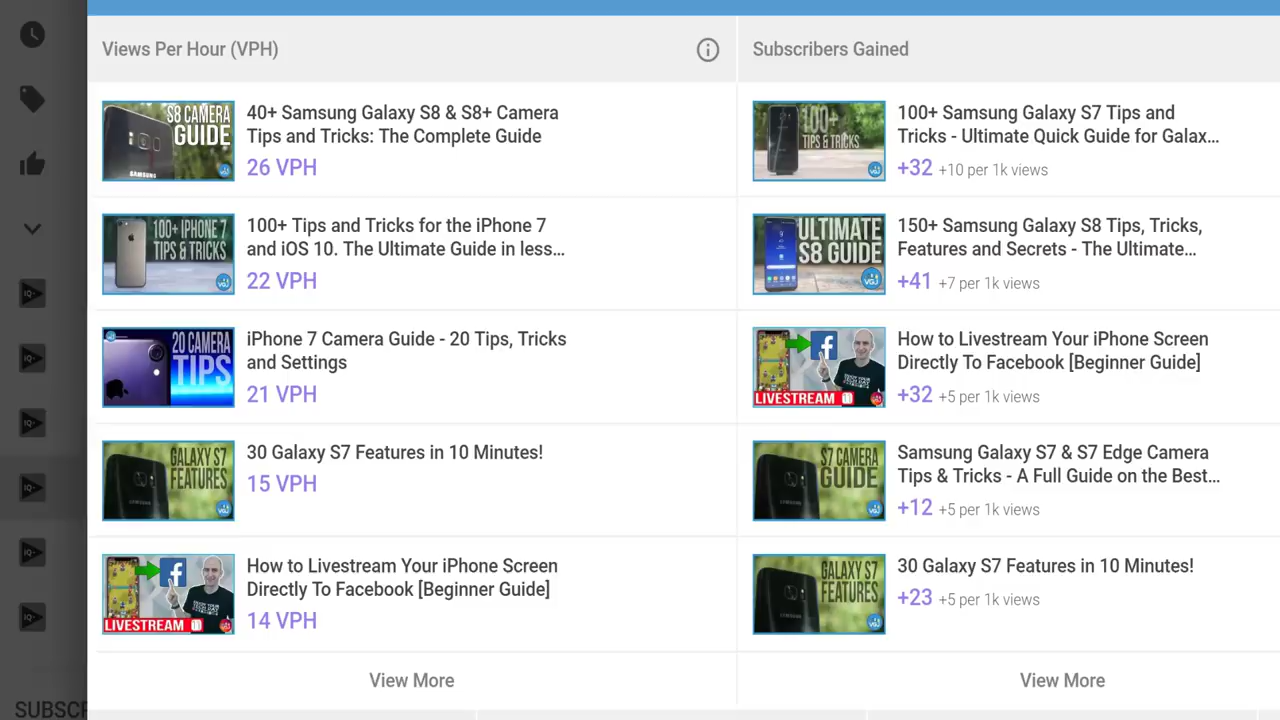 Views Per Hour (VPH)
S8 CAMERA
GUIDE
SAMSUNG
40+ Samsung Galaxy S8 & S8+ Camera
Tips and Tricks: The Complete Guide
26 VPH
100+ IPHONE 7
TIPS & TRICKS
100+ Tips and Tricks for the iPhone 7
and iOS 10. The Ultimate Guide in less...
22 VPH
20 CAMERA
TIPS
iPhone 7 Camera Guide - 20 Tips, Tricks
and Settings
21 VPH
GALAXY S7
FEATURES
30 Galaxy S7 Features in 10 Minutes!
15 VPH
LIVESTREAM
How to Livestream Your iPhone Screen
Directly To Facebook [Beginner Guide]
14 VPH
View More
Subscribers Gained
100+
TIPS & TRICKS
100+ Samsung Galaxy S7 Tips and
Tricks - Ultimate Quick Guide for Galax...
+32 +10 per 1k views
ULTIMATE
S8 GUIDE
VGJ
150+ Samsung Galaxy S8 Tips, Tricks,
Features and Secrets - The Ultimate...
+41 +7 per 1k views
LIVESTREAM
How to Livestream Your iPhone Screen
Directly To Facebook [Beginner Guide]
+32 +5 per 1k views
S7 CAMERA
GUIDE
Samsung Galaxy S7 & S7 Edge Camera
Tips & Tricks - A Full Guide on the Best...
+12 +5 per 1k views
GALAXY S7
FEATURES
30 Galaxy S7 Features in 10 Minutes!
+23 +5 per 1k views
View More
IQ
IQ
IQ
IQ
IQ
IQ